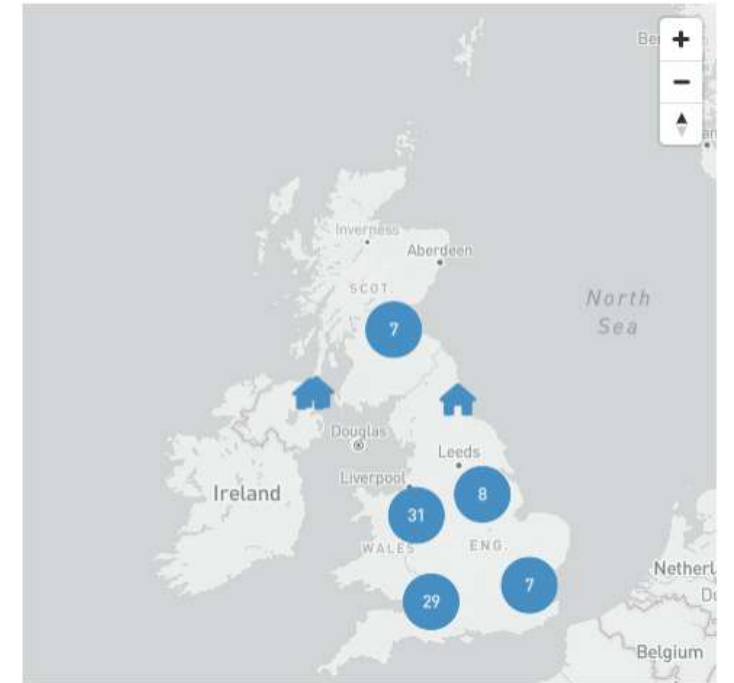 +
−
Inverness
Aberdeen
SCOT.
North
Sea
7
Douglas
Leeds
Liverpool
8
Ireland
31
WALES
ENG.
7
29
Belgium